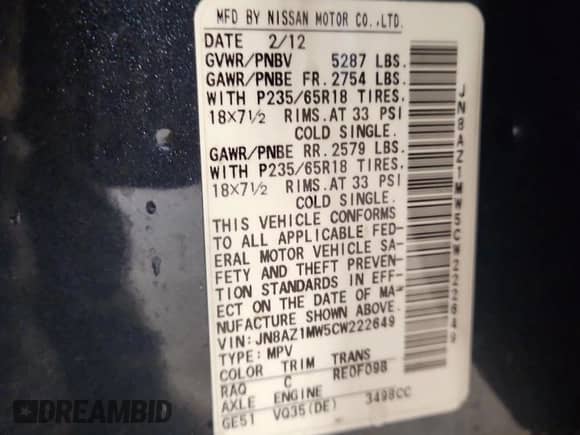 MFD BY NISSAN MOTOR CO.,LTD.
DATE 2/12
GVWR/PNBV 5287 LBS.
GAWR/PNBE FR. 2754 LBS.
WITH P235/65R18 TIRES.
18X7½ RIMS.AT 33 PSI
COLD SINGLE.
GAWR/PNBE RR. 2579 LBS.
WITH P235/65R18 TIRES.
18X7½ RIMS.AT 33 PSI
COLD SINGLE.
THIS VEHICLE CONFORMS
TO ALL APPLICABLE FED-
ERAL MOTOR VEHICLE SA-
FETY AND THEFT PREVEN-
TION STANDARDS IN EFF-
ECT ON THE DATE OF MA-
NUFACTURE SHOWN ABOVE.
VIN:JN8AZ1MW5CW222649
TYPE: MPV
COLOR TRIM TRANS
RAQ C RE0F09B
AXLE ENGINE
GE51 VQ35(DE) 3498CC
JN8AZ1MW5CW222649
DREAMBID